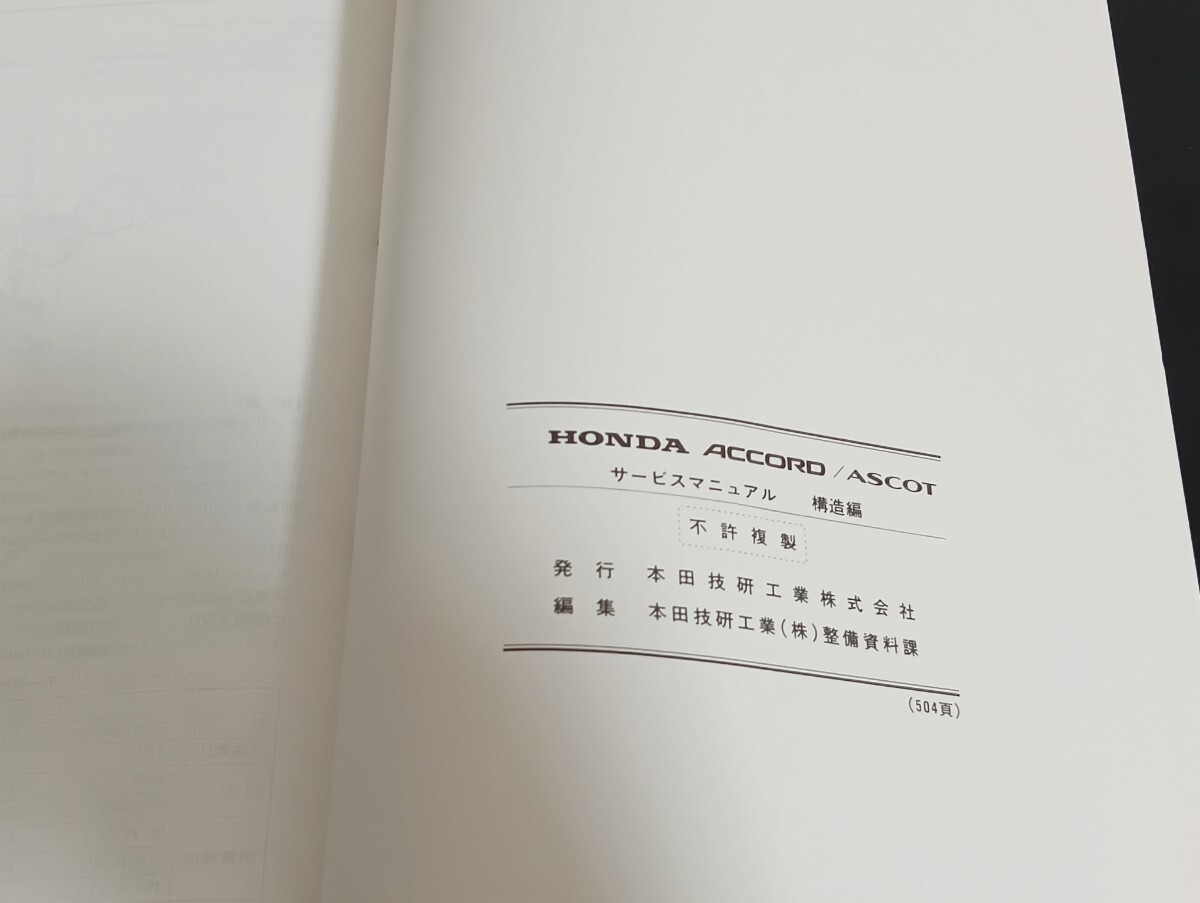 HONDA ACCORD / ASCOT
サービスマニュアル 構造編
不許複製
発行 本田技研工業株式会社
編集 本田技研工業(株)整備資料課
(504頁)